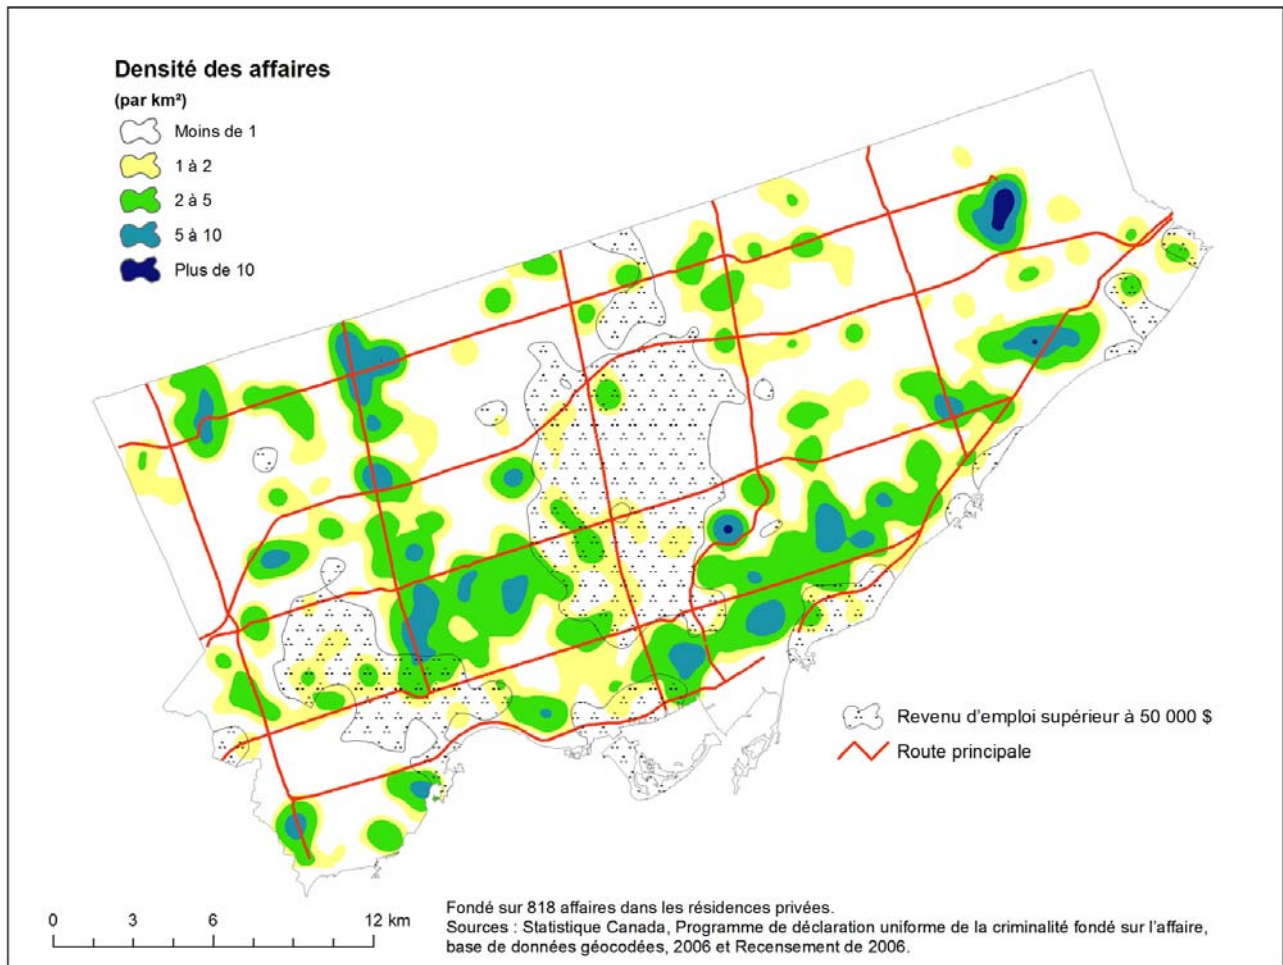 Densité des affaires
(par km²)
Moins de 1
1 à 2
2 à 5
5 à 10
Plus de 10
Revenu d'emploi supérieur à 50 000 $
Route principale
0 3 6 12 km
Fondé sur 818 affaires dans les résidences privées.
Sources : Statistique Canada, Programme de déclaration uniforme de la criminalité fondé sur l'affaire,
base de données géocodées, 2006 et Recensement de 2006.